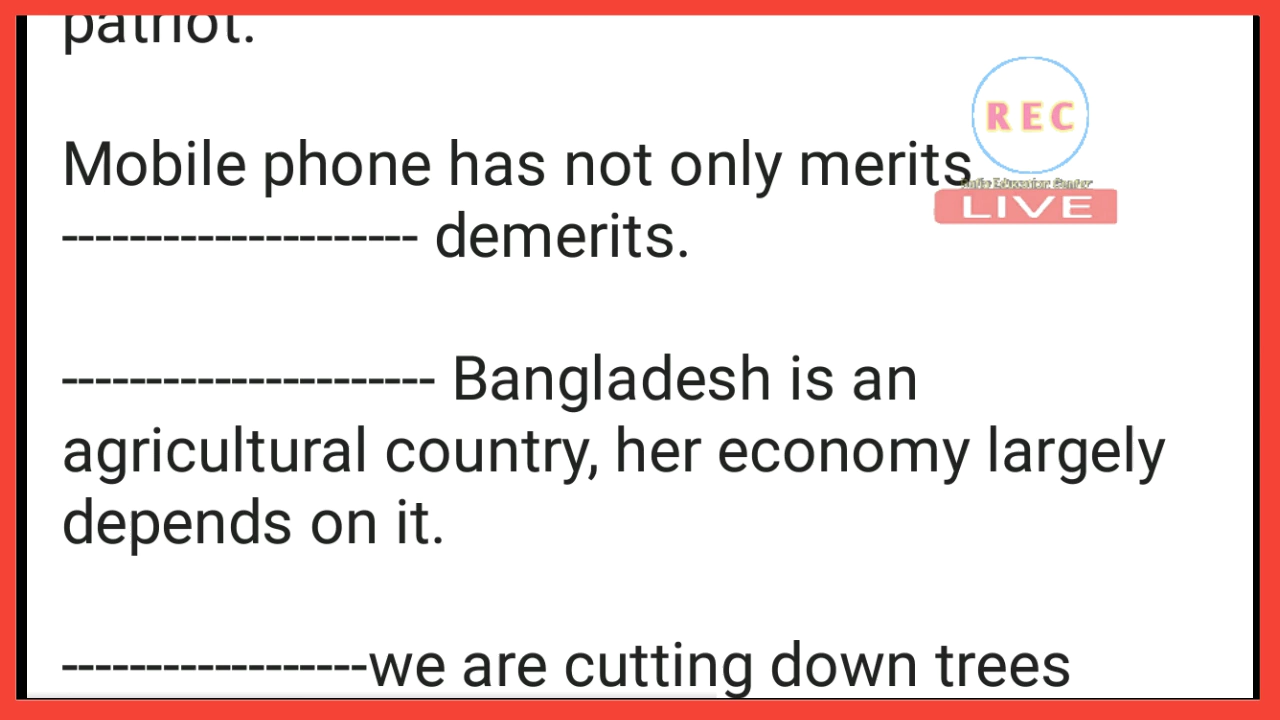 patriot.
Mobile phone has not only merits
--------------------- demerits.
---------------------- Bangladesh is an
agricultural country, her economy largely
depends on it.
------------------we are cutting down trees
REC
LIVE